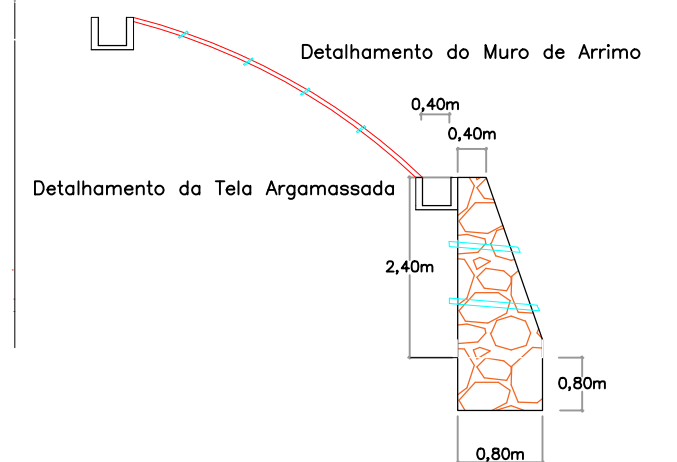 Detalhamento do Muro de Arrimo
0,40m
0,40m
Detalhamento da Tela Argamassada
2,40m
0,80m
0,80m